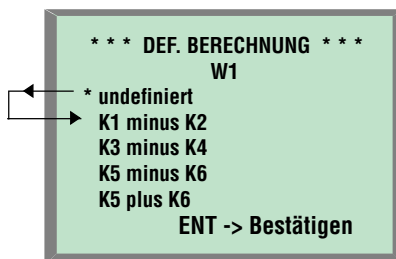 * * * DEF. BERECHNUNG * * *
W1
* undefiniert
K1 minus K2
K3 minus K4
K5 minus K6
K5 plus K6
ENT -> Bestätigen